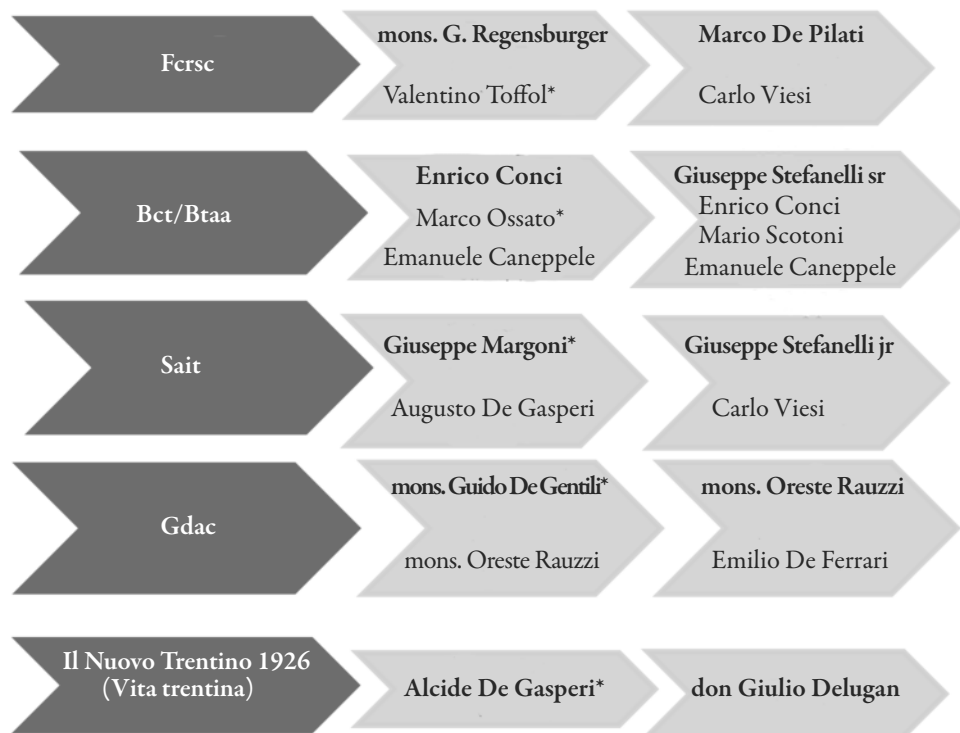 Fcrsc
mons. G. Regensburger
Valentino Toffol*
Marco De Pilati
Carlo Viesi
Bct/Btaa
Enrico Conci
Marco Ossato*
Emanuele Caneppele
Giuseppe Stefanelli sr
Enrico Conci
Mario Scotoni
Emanuele Caneppele
Sait
Giuseppe Margoni*
Augusto De Gasperi
Giuseppe Stefanelli jr
Carlo Viesi
Gdac
mons. Guido De Gentili*
mons. Oreste Rauzzi
mons. Oreste Rauzzi
Emilio De Ferrari
Il Nuovo Trentino 1926
(Vita trentina)
Alcide De Gasperi*
don Giulio Delugan